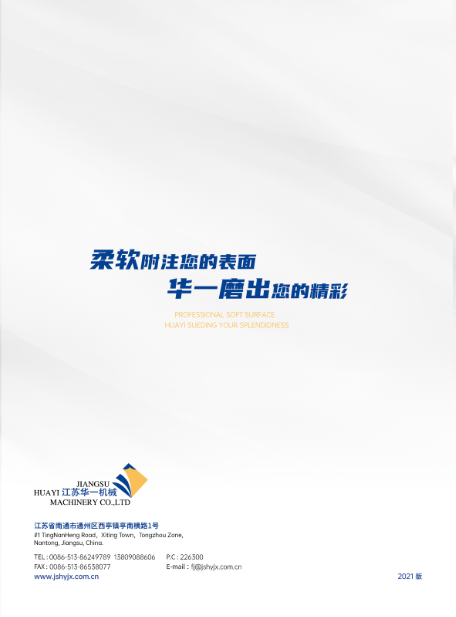 柔软附注您的表面
华一磨出您的精彩
PROFESSIONAL SOFT SURFACE
HUAYI SUEDING YOUR SPLENDIDNESS
JIANGSU
HUAYI 江苏华一机械
MACHINERY CO.,LTD
江苏省南通市通州区西亭镇亭南横路1号
#1 TingNanHeng Road, Xiting Town, Tongzhou Zone,
Nantong, Jiangsu, China.
TEL : 0086-513-86249789 13809088606 P.C : 226300
FAX : 0086-513-86538077 E-mail : fj@jshyjx.com.cn
www.jshyjx.com.cn 2021 版